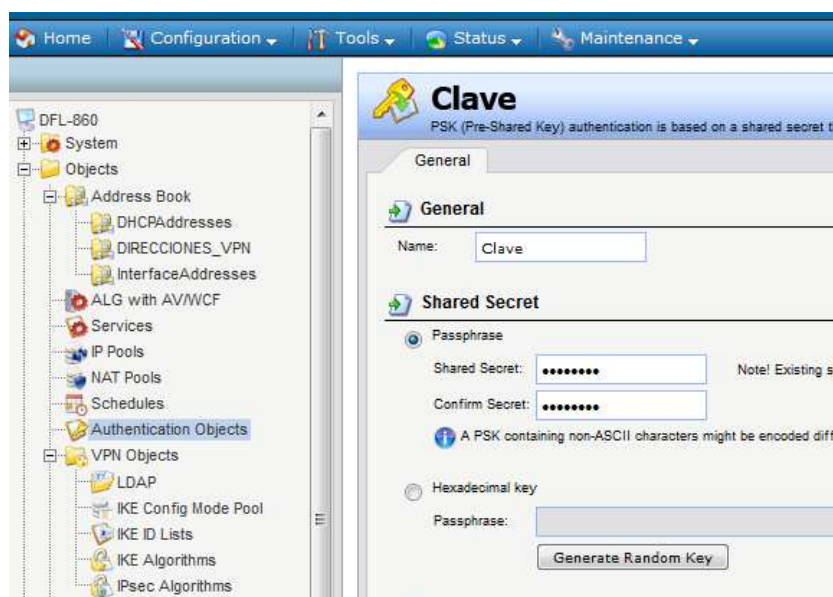 Home Configuration Tools Status Maintenance
DFL-860
System
Objects
Address Book
DHCPAddresses
DIRECCIONES_VPN
InterfaceAddresses
ALG with AV/WCF
Services
IP Pools
NAT Pools
Schedules
Authentication Objects
VPN Objects
LDAP
IKE Config Mode Pool
IKE ID Lists
IKE Algorithms
IPsec Algorithms
Clave
PSK (Pre-Shared Key) authentication is based on a shared secret t
General
General
Name: Clave
Shared Secret
Passphrase
Shared Secret: •••••••• Note! Existing s
Confirm Secret: ••••••••
A PSK containing non-ASCII characters might be encoded diff
Hexadecimal key
Passphrase:
Generate Random Key